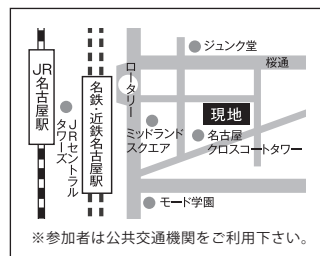 ジュンク堂
桜通
ロータリー
JR名古屋駅
JRセントラルタワーズ
名鉄・近鉄名古屋駅
現地
ミッドランド
スクエア
名古屋
クロスコートタワー
モード学園
※参加者は公共交通機関をご利用下さい。